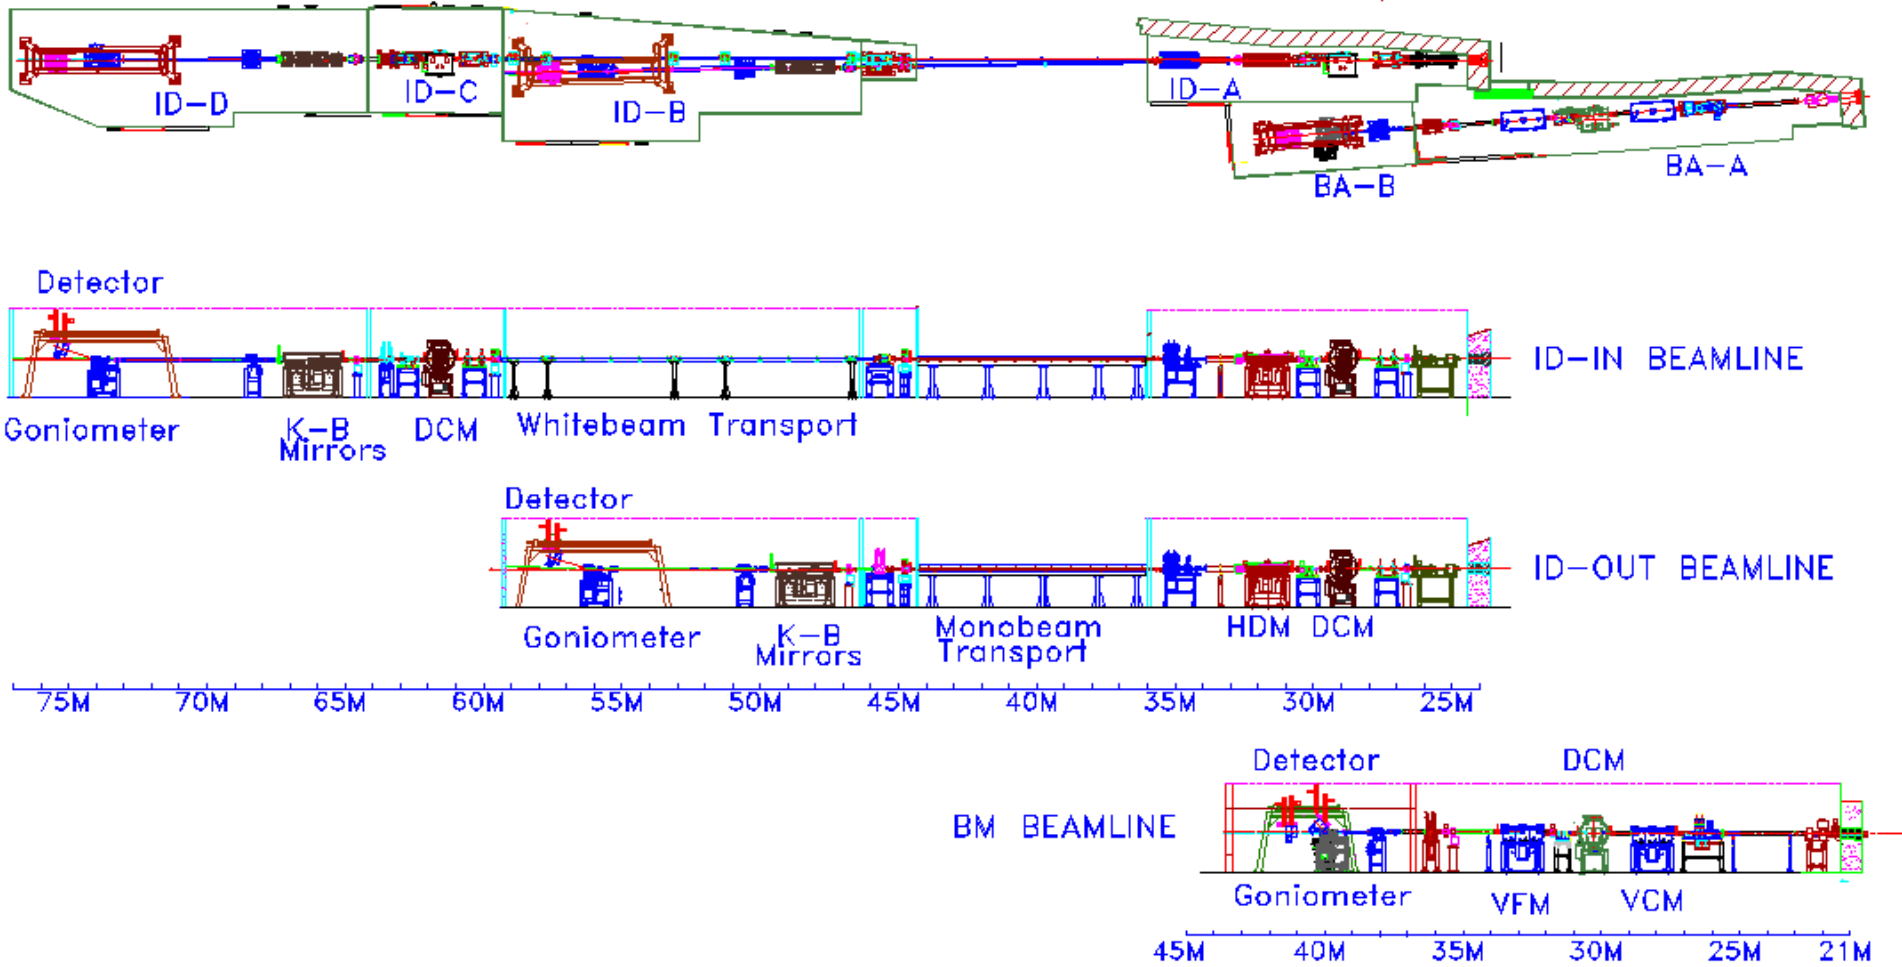 ID-D
ID-C
ID-B
ID-A
BA-B
BA-A
Detector
ID-IN BEAMLINE
Goniometer
K-B
Mirrors
DCM
Whitebeam Transport
Detector
ID-OUT BEAMLINE
Goniometer
K-B
Mirrors
Monobeam
Transport
HDM DCM
75M 70M 65M 60M 55M 50M 45M 40M 35M 30M 25M
Detector
DCM
BM BEAMLINE
Goniometer
VFM
VCM
45M 40M 35M 30M 25M 21M